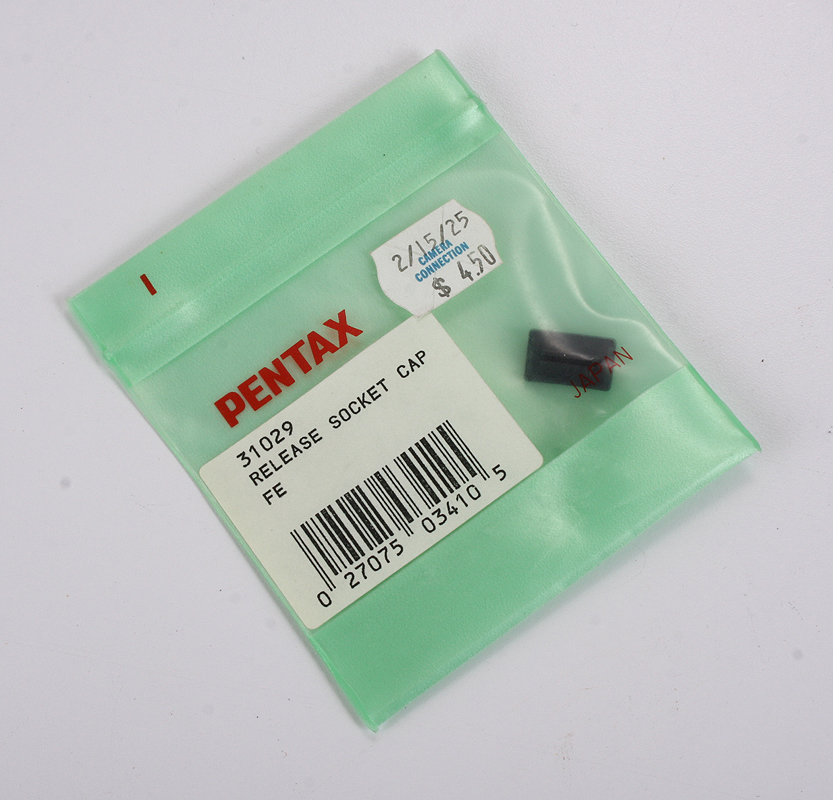 I
2/15/25
CAMERA
CONNECTION
$ 4.50
PENTAX
31029
RELEASE SOCKET CAP
FE
0 27075 03410 5
JAPAN